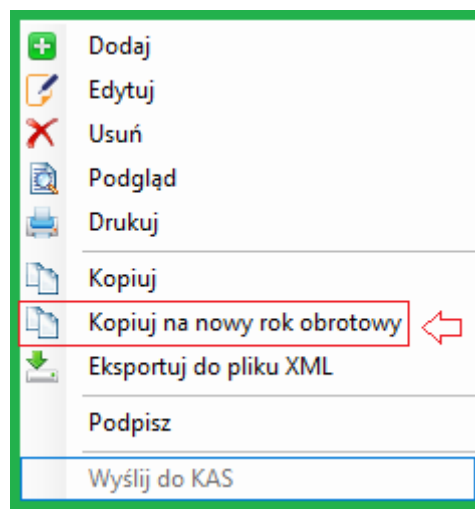 Dodaj
Edytuj
Usuń
Podgląd
Drukuj
Kopiuj
Kopiuj na nowy rok obrotowy
Eksportuj do pliku XML
Podpisz
Wyślij do KAS